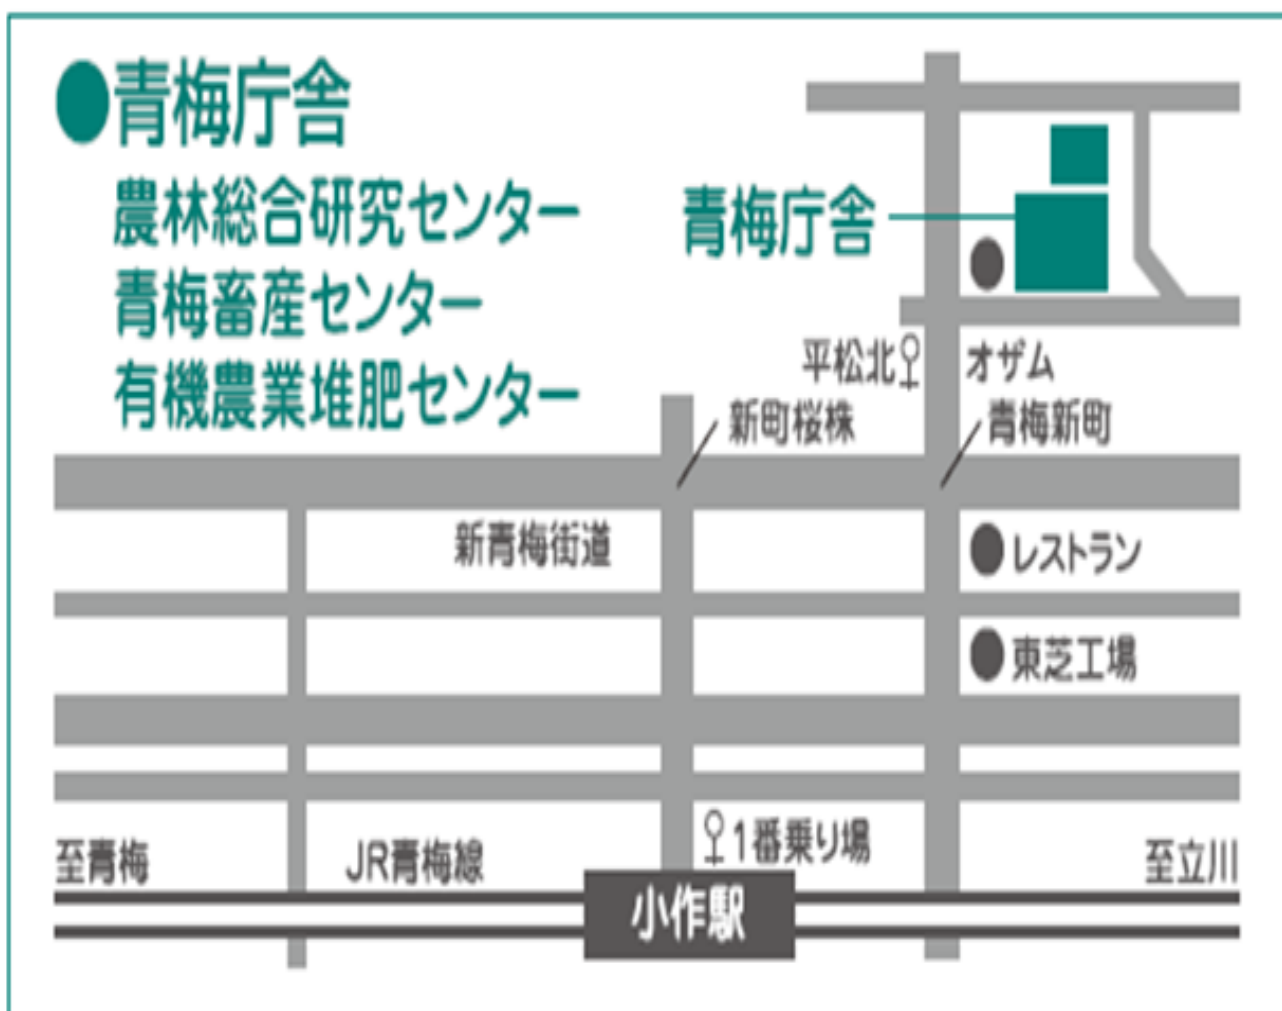 ●青梅庁舎
農林総合研究センター
青梅畜産センター
有機農業堆肥センター
青梅庁舎
平松北
オザム
新町桜株
青梅新町
新青梅街道
レストラン
東芝工場
1番乗り場
至青梅
JR青梅線
至立川
小作駅